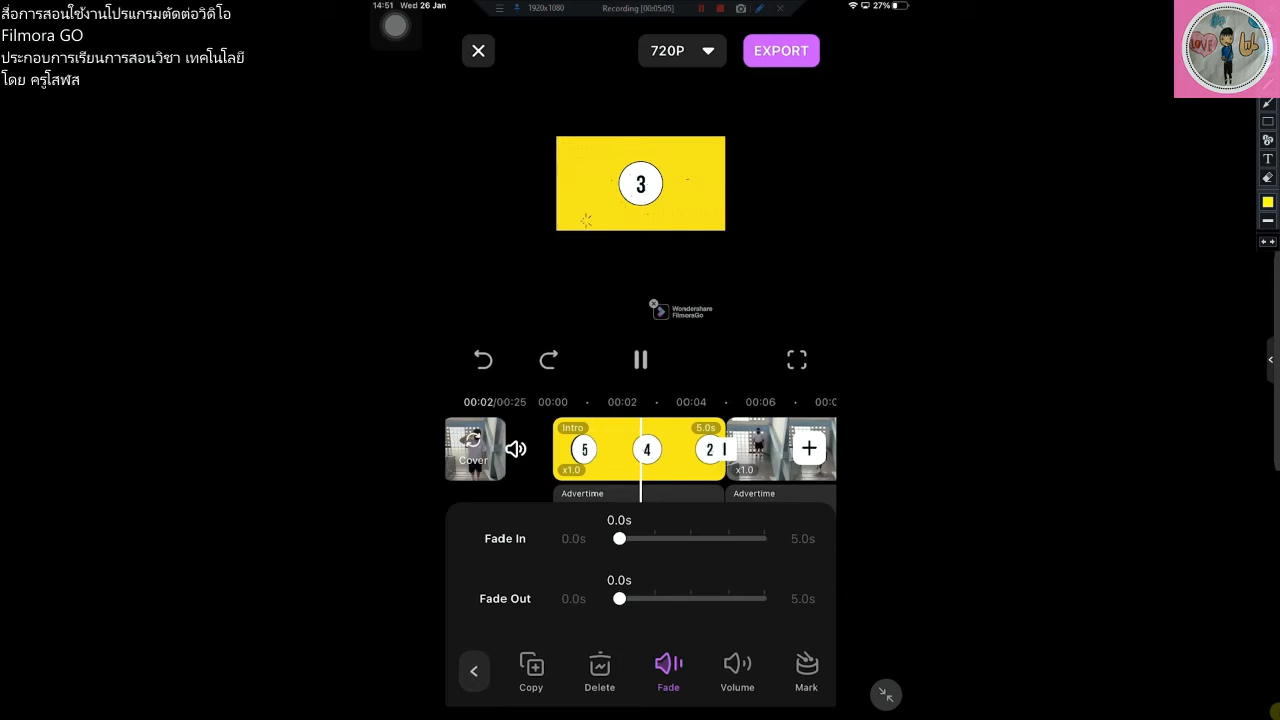 สื่อการสอนใช้งานโปรแกรมตัดต่อวิดิโอ
Filmora GO
ประกอบการเรียนการสอนวิชา เทคโนโลยี
โดย ครูโสฬส
14:51 Wed 26 Jan
1920x1080
Recording [00:05:05]
27%
LOVE
720P
EXPORT
3
Wondershare
FilmoraGo
00:02/00:25
00:00
00:02
00:04
00:06
Cover
Intro
5.0s
5
4
2
x1.0
x1.0
Advertime
Advertime
0.0s
Fade In
0.0s
5.0s
0.0s
Fade Out
0.0s
5.0s
Copy
Delete
Fade
Volume
Mark